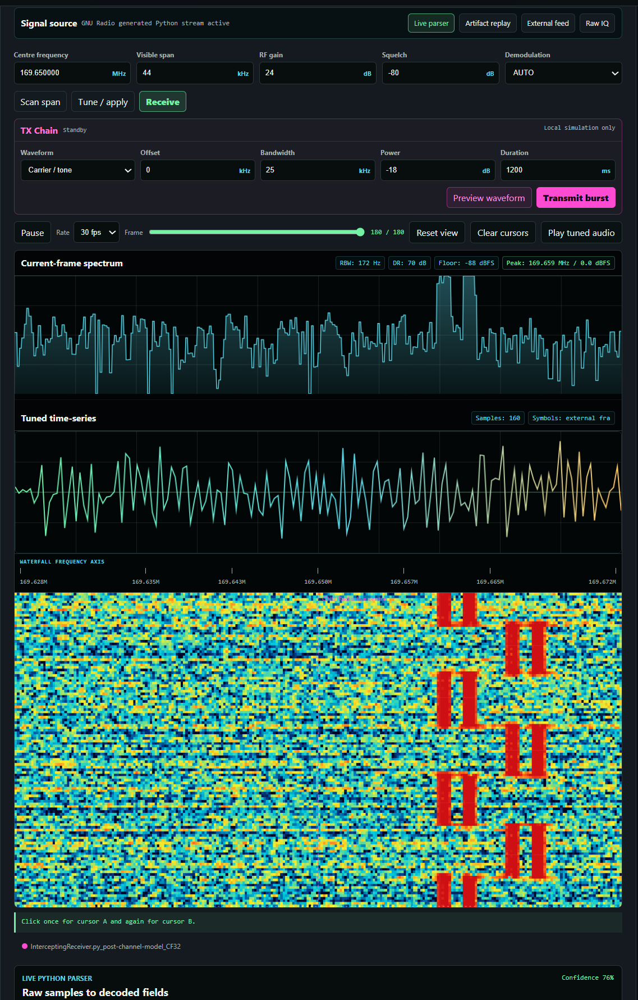 Signal source GNU Radio generated Python stream active
Live parser
Artifact replay
External feed
Raw IQ
Centre frequency
169.650000 MHz
Visible span
44 kHz
RF gain
24 dB
Squelch
-80 dB
Demodulation
AUTO
Scan span
Tune / apply
Receive
TX Chain Standby
Local simulation only
Waveform
Carrier / tone
Offset
0 kHz
Bandwidth
25 kHz
Power
-18 dB
Duration
1200 ms
Preview waveform
Transmit burst
Pause
Rate
30 fps
Frame
180 / 180
Reset view
Clear cursors
Play tuned audio
Current-frame spectrum
RBW: 172 Hz
DR: 70 dB
Floor: -88 dBFS
Peak: 169.659 MHz / 0.0 dBFS
Tuned time-series
Samples: 160
Symbols: external fra
WATERFALL FREQUENCY AXIS
169.628M
169.635M
169.643M
169.650M
169.657M
169.665M
169.672M
Click once for cursor A and again for cursor B.
InterceptingReceiver.py_post-channel-model_CF32
LIVE PYTHON PARSER
Confidence 76%
Raw samples to decoded fields